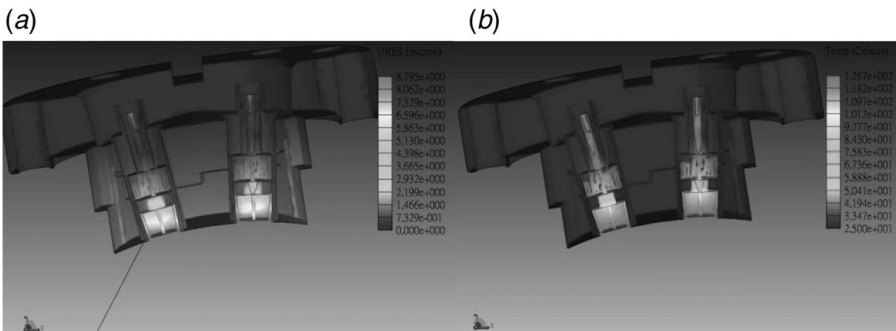 (a)
URES (micron)
8.795e+000
8.062e+000
7.329e+000
6.596e+000
5.863e+000
5.130e+000
4.398e+000
3.665e+000
2.932e+000
2.199e+000
1.466e+000
7.329e-001
0.000e+000
(b)
Temp (Celsius)
1.267e+002
1.182e+002
1.097e+002
1.012e+002
9.277e+001
8.430e+001
7.583e+001
6.736e+001
5.888e+001
5.041e+001
4.194e+001
3.347e+001
2.500e+001